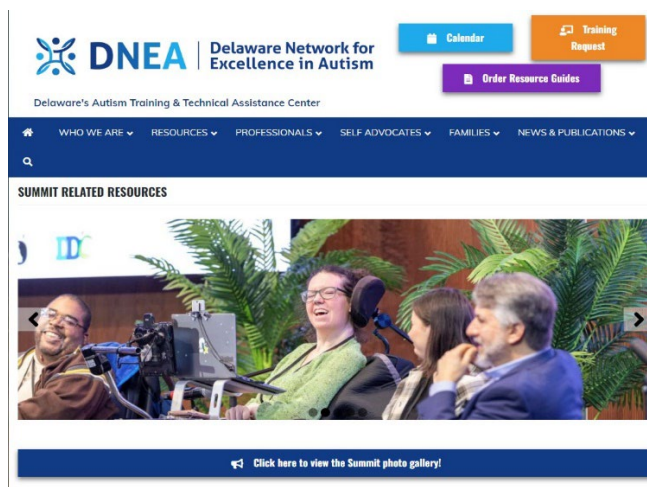 DNEA
Delaware Network for
Excellence in Autism
Delaware's Autism Training & Technical Assistance Center
Calendar
Training
Request
Order Resource Guides
WHO WE ARE
RESOURCES
PROFESSIONALS
SELF ADVOCATES
FAMILIES
NEWS & PUBLICATIONS
SUMMIT RELATED RESOURCES
Click here to view the Summit photo gallery!